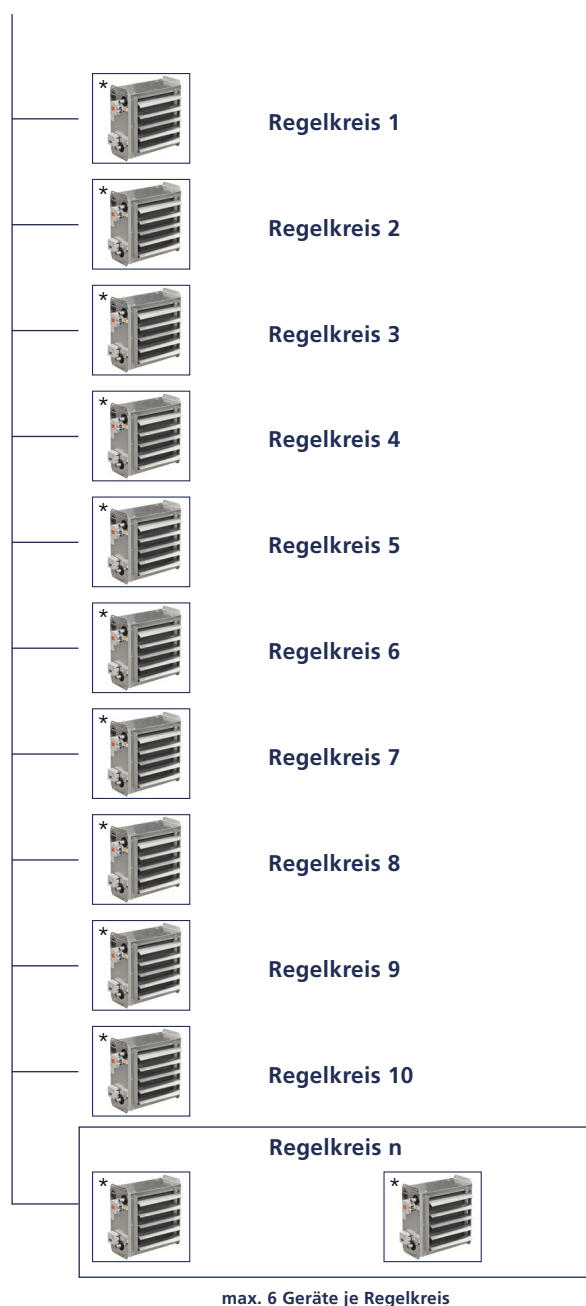 *
Regelkreis 1
*
Regelkreis 2
*
Regelkreis 3
*
Regelkreis 4
*
Regelkreis 5
*
Regelkreis 6
*
Regelkreis 7
*
Regelkreis 8
*
Regelkreis 9
*
Regelkreis 10
Regelkreis n
* *
max. 6 Geräte je Regelkreis